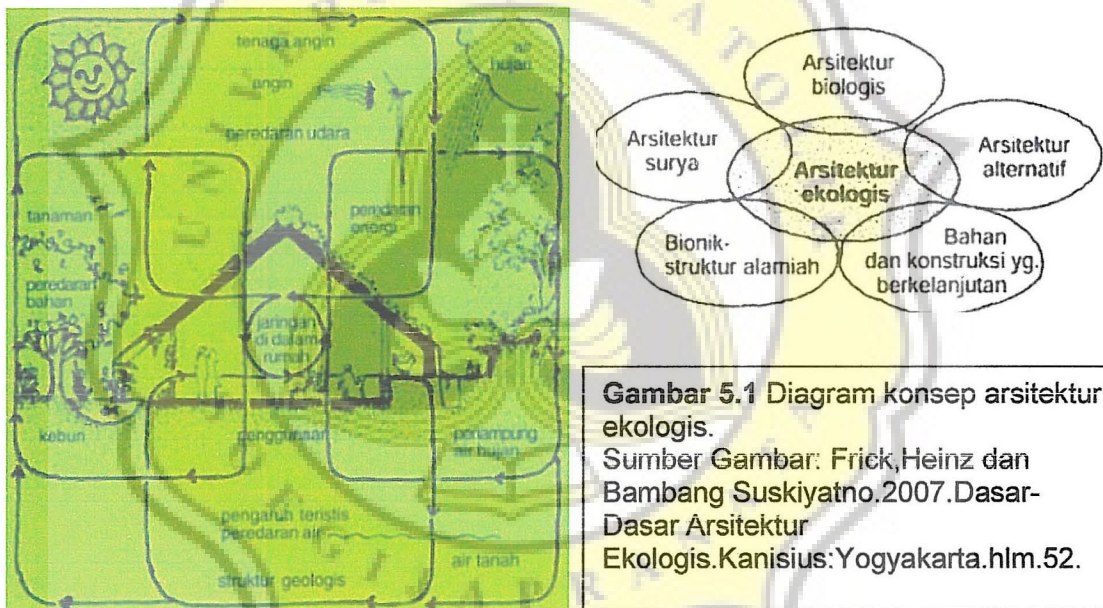 tenaga angin
air
hujan
angin
peredaran udara
tanaman
peredaran
energi
peredaran
bahan
jaringan
di dalam
rumah
kebun
penggunaan
penampung
air hujan
pengaruh teristis
peredaran air
air tanah
struktur geologis
Arsitektur
biologis
Arsitektur
surya
Arsitektur
alternatif
Arsitektur
ekologis
Bionik-
struktur alamiah
Bahan
dan konstruksi yg.
berkelanjutan
Gambar 5.1 Diagram konsep arsitektur
ekologis.
Sumber Gambar: Frick,Heinz dan
Bambang Suskiyatno.2007.Dasar-
Dasar Arsitektur
Ekologis.Kanisius:Yogyakarta.hlm.52.